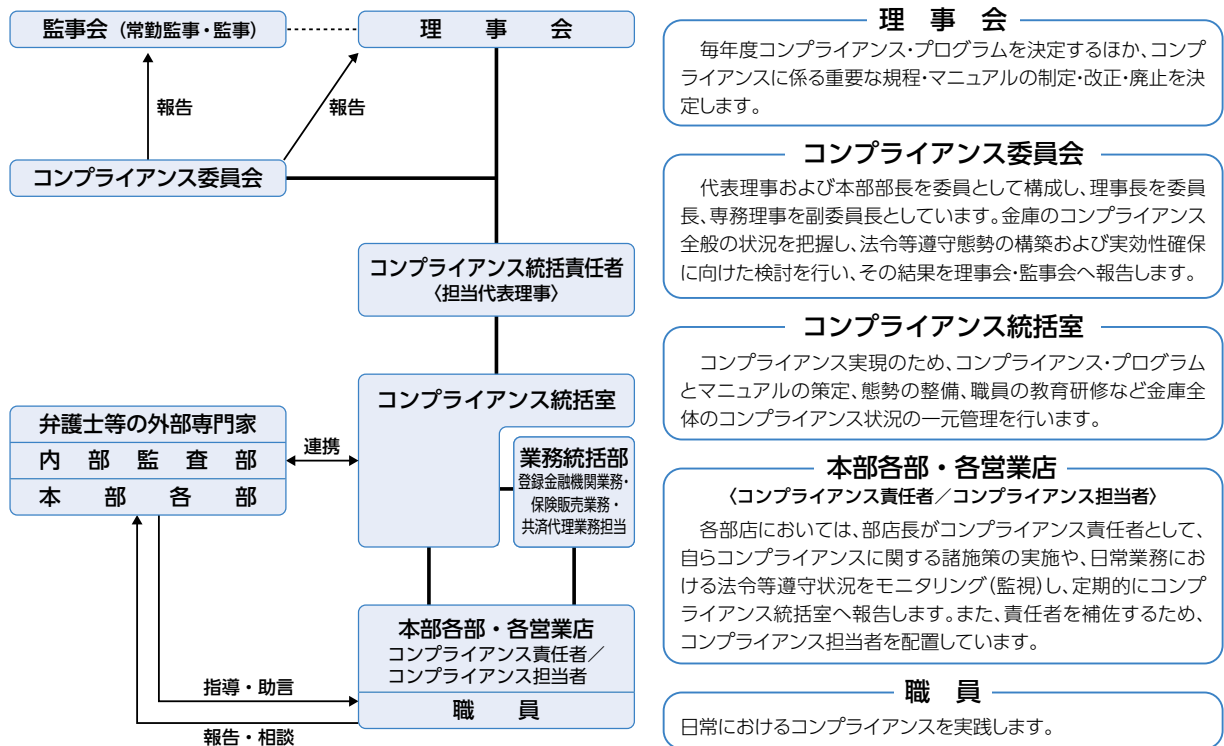 監事会（常勤監事・監事）
理事会
報告
報告
コンプライアンス委員会
コンプライアンス統括責任者
〈担当代表理事〉
コンプライアンス統括室
弁護士等の外部専門家
内部監査部
本部各部
連携
業務統括部
登録金融機関業務・
保険販売業務・
共済代理業務担当
本部各部・各営業店
コンプライアンス責任者／
コンプライアンス担当者
職員
指導・助言
報告・相談
理事会
毎年度コンプライアンス・プログラムを決定するほか、コンプ
ライアンスに係る重要な規程・マニュアルの制定・改正・廃止を決
定します。
コンプライアンス委員会
代表理事および本部部長を委員として構成し、理事長を委員
長、専務理事を副委員長としています。金庫のコンプライアンス
全般の状況を把握し、法令等遵守態勢の構築および実効性確保
に向けた検討を行い、その結果を理事会・監事会へ報告します。
コンプライアンス統括室
コンプライアンス実現のため、コンプライアンス・プログラム
とマニュアルの策定、態勢の整備、職員の教育研修など金庫全
体のコンプライアンス状況の一元管理を行います。
本部各部・各営業店
〈コンプライアンス責任者／コンプライアンス担当者〉
各部店においては、部店長がコンプライアンス責任者として、
自らコンプライアンスに関する諸施策の実施や、日常業務にお
ける法令等遵守状況をモニタリング（監視）し、定期的にコンプ
ライアンス統括室へ報告します。また、責任者を補佐するため、
コンプライアンス担当者を配置しています。
職員
日常におけるコンプライアンスを実践します。